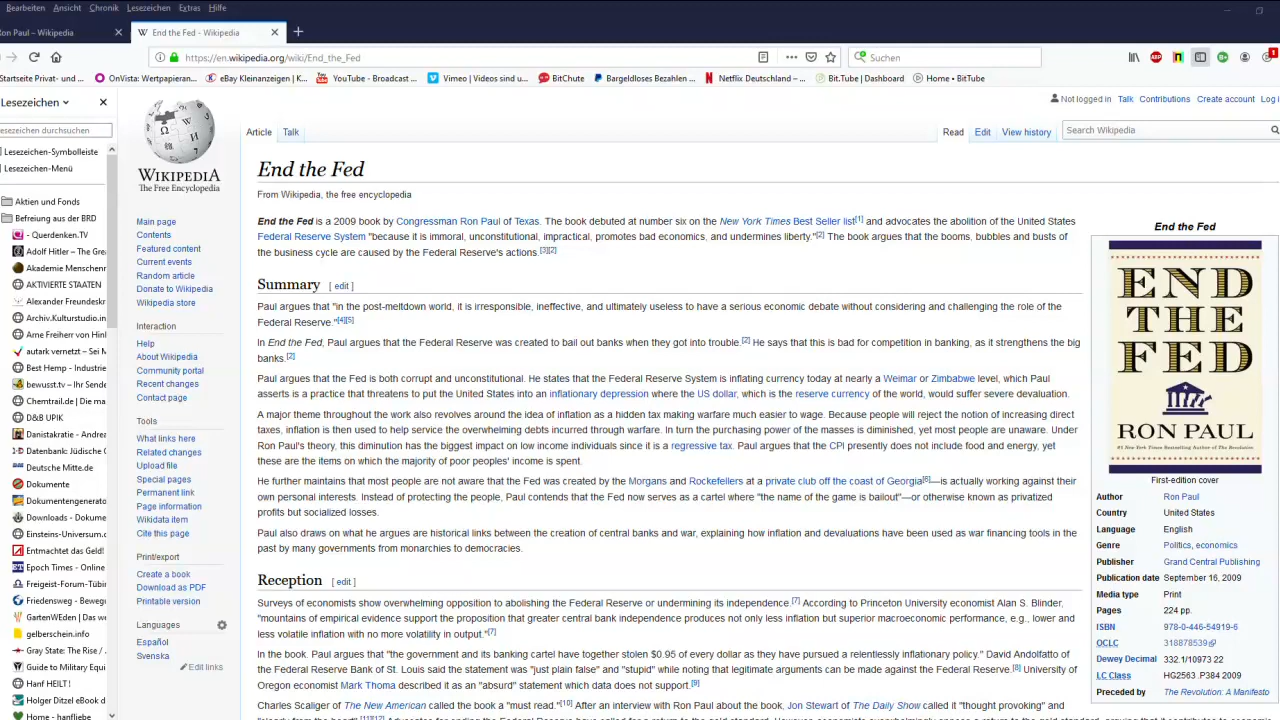 Bearbeiten Ansicht Chronik Lesezeichen Extras Hilfe
Ron Paul – Wikipedia
End the Fed - Wikipedia
https://en.wikipedia.org/wiki/End_the_Fed
Suchen
Startseite Privat- und ... OnVista: Wertpapieran... eBay Kleinanzeigen | K... YouTube - Broadcast ... Vimeo | Videos sind u... BitChute Bargeldloses Bezahlen ... Netflix Deutschland – ... Bit.Tube | Dashboard Home • BitTube
Lesezeichen
Lesezeichen-Symbolleiste
Lesezeichen-Menü
Aktien und Fonds
Befreiung aus der BRD
- Querdenken.TV
Adolf Hitler – The Gre
Akademie Menschenr
AKTIVIERTE STAATEN
Alexander Freundeskr
Archiv.Kulturstudio.in
Arne Freiherr von Hin
autark vernetzt – Sei M
Best Hemp - Industrie
bewusst.tv – Ihr Sende
Chemtrail.de | Die ma
D&B UPIK
Danistakratie - Andrea
Datenbank: Jüdische O
Deutsche Mitte.de
Dokumente
Dokumentengenerato
Downloads - Dokume
Einsteins-Universum.c
Entmachtet das Geld!
Epoch Times - Online
Freigeist-Forum-Tübin
Friedensweg - Bewegu
GartenWEden | Das we
gelberschein.info
Gray State: The Rise /
Guide to Military Equi
Hanf HEILT !
Holger Ditzel eBook d
Home - hanfliebe
WIKIPEDIA
The Free Encyclopedia
Main page
Contents
Featured content
Current events
Random article
Donate to Wikipedia
Wikipedia store
Interaction
Help
About Wikipedia
Community portal
Recent changes
Contact page
Tools
What links here
Related changes
Upload file
Special pages
Permanent link
Page information
Wikidata item
Cite this page
Print/export
Create a book
Download as PDF
Printable version
Languages
Español
Svenska
Edit links
Not logged in Talk Contributions Create account Log i
Article Talk
Read Edit View history
Search Wikipedia
End the Fed
From Wikipedia, the free encyclopedia
End the Fed is a 2009 book by Congressman Ron Paul of Texas. The book debuted at number six on the New York Times Best Seller list[1] and advocates the abolition of the United States
Federal Reserve System "because it is immoral, unconstitutional, impractical, promotes bad economics, and undermines liberty."[2] The book argues that the booms, bubbles and busts of
the business cycle are caused by the Federal Reserve's actions.[3][2]
Summary [ edit ]
Paul argues that "in the post-meltdown world, it is irresponsible, ineffective, and ultimately useless to have a serious economic debate without considering and challenging the role of the
Federal Reserve."[4][5]
In End the Fed, Paul argues that the Federal Reserve was created to bail out banks when they got into trouble.[2] He says that this is bad for competition in banking, as it strengthens the big
banks.[2]
Paul argues that the Fed is both corrupt and unconstitutional. He states that the Federal Reserve System is inflating currency today at nearly a Weimar or Zimbabwe level, which Paul
asserts is a practice that threatens to put the United States into an inflationary depression where the US dollar, which is the reserve currency of the world, would suffer severe devaluation.
A major theme throughout the work also revolves around the idea of inflation as a hidden tax making warfare much easier to wage. Because people will reject the notion of increasing direct
taxes, inflation is then used to help service the overwhelming debts incurred through warfare. In turn the purchasing power of the masses is diminished, yet most people are unaware. Under
Ron Paul's theory, this diminution has the biggest impact on low income individuals since it is a regressive tax. Paul argues that the CPI presently does not include food and energy, yet
these are the items on which the majority of poor peoples' income is spent.
He further maintains that most people are not aware that the Fed was created by the Morgans and Rockefellers at a private club off the coast of Georgia[6]—is actually working against their
own personal interests. Instead of protecting the people, Paul contends that the Fed now serves as a cartel where "the name of the game is bailout"—or otherwise known as privatized
profits but socialized losses.
Paul also draws on what he argues are historical links between the creation of central banks and war, explaining how inflation and devaluations have been used as war financing tools in the
past by many governments from monarchies to democracies.
Reception [ edit ]
Surveys of economists show overwhelming opposition to abolishing the Federal Reserve or undermining its independence.[7] According to Princeton University economist Alan S. Blinder,
"mountains of empirical evidence support the proposition that greater central bank independence produces not only less inflation but superior macroeconomic performance, e.g., lower and
less volatile inflation with no more volatility in output."[7]
In the book. Paul argues that "the government and its banking cartel have together stolen $0.95 of every dollar as they have pursued a relentlessly inflationary policy." David Andolfatto of
the Federal Reserve Bank of St. Louis said the statement was "just plain false" and "stupid" while noting that legitimate arguments can be made against the Federal Reserve.[8] University of
Oregon economist Mark Thoma described it as an "absurd" statement which data does not support.[9]
Charles Scaliger of The New American called the book a "must read."[10] After an interview with Ron Paul about the book, Jon Stewart of The Daily Show called it "thought provoking" and
End the Fed
END
THE
FED
RON PAUL
#1 New York Times Bestselling Author of The Revolution
First-edition cover
Author Ron Paul
Country United States
Language English
Genre Politics, economics
Publisher Grand Central Publishing
Publication date September 16, 2009
Media type Print
Pages 224 pp.
ISBN 978-0-446-54919-6
OCLC 318878539
Dewey Decimal 332.1/10973 22
LC Class HG2563 .P384 2009
Preceded by The Revolution: A Manifesto